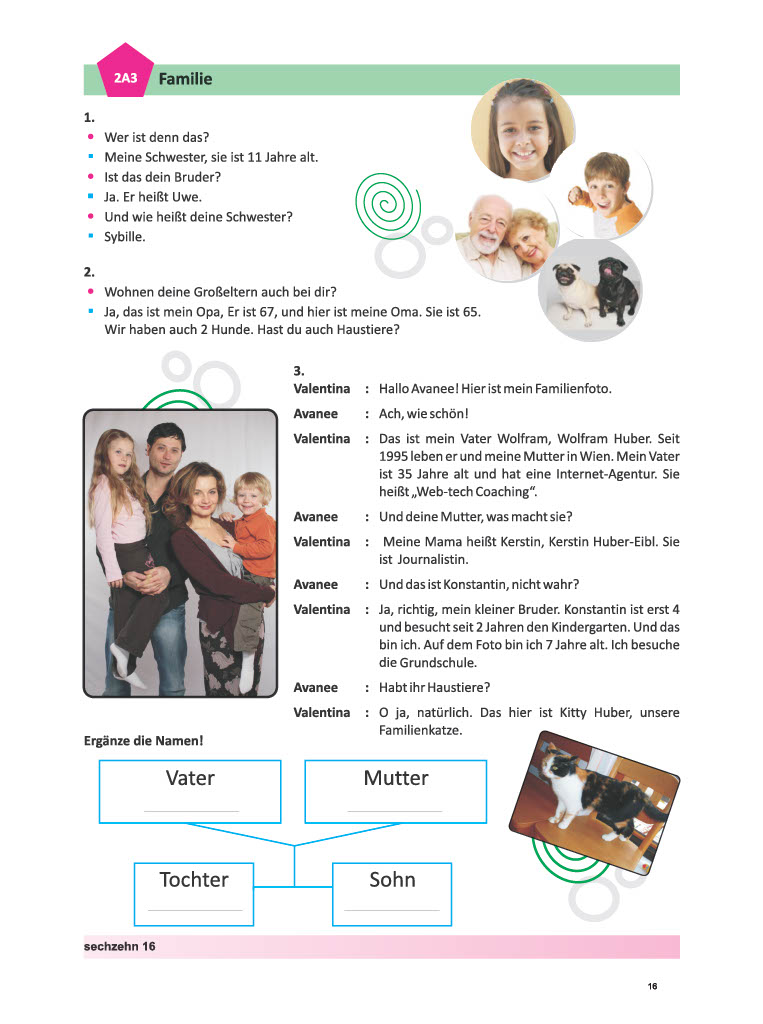 2A3 Familie
1.
Wer ist denn das?
Meine Schwester, sie ist 11 Jahre alt.
Ist das dein Bruder?
Ja. Er heißt Uwe.
Und wie heißt deine Schwester?
Sybille.
2.
Wohnen deine Großeltern auch bei dir?
Ja, das ist mein Opa, Er ist 67, und hier ist meine Oma. Sie ist 65.
Wir haben auch 2 Hunde. Hast du auch Haustiere?
3.
Valentina : Hallo Avanee! Hier ist mein Familienfoto.
Avanee : Ach, wie schön!
Valentina : Das ist mein Vater Wolfram, Wolfram Huber. Seit
1995 leben er und meine Mutter in Wien. Mein Vater
ist 35 Jahre alt und hat eine Internet-Agentur. Sie
heißt „Web-tech Coaching“.
Avanee : Und deine Mutter, was macht sie?
Valentina : Meine Mama heißt Kerstin, Kerstin Huber-Eibl. Sie
ist Journalistin.
Avanee : Und das ist Konstantin, nicht wahr?
Valentina : Ja, richtig, mein kleiner Bruder. Konstantin ist erst 4
und besucht seit 2 Jahren den Kindergarten. Und das
bin ich. Auf dem Foto bin ich 7 Jahre alt. Ich besuche
die Grundschule.
Avanee : Habt ihr Haustiere?
Valentina : O ja, natürlich. Das hier ist Kitty Huber, unsere
Familienkatze.
Ergänze die Namen!
Vater
Mutter
Tochter
Sohn
sechzehn 16
16